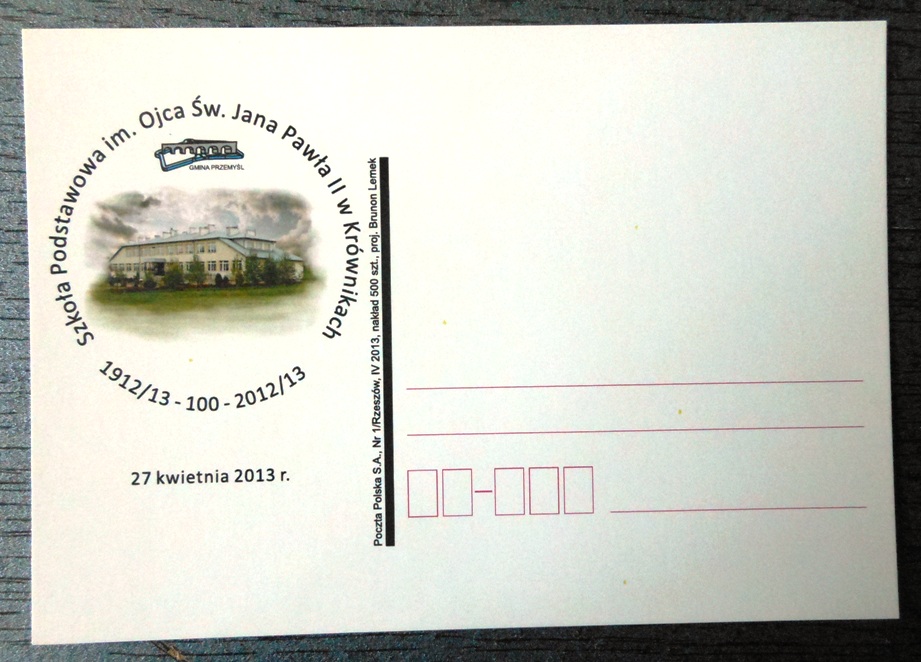 Szkoła Podstawowa im. Ojca Św. Jana Pawła II w Krównikach
GMINA PRZEMYŚL
1912/13 - 100 - 2012/13
27 kwietnia 2013 r.
Poczta Polska S.A., Nr 1/Rzeszów, IV 2013, nakład 500 szt., proj. Brunon Lemek